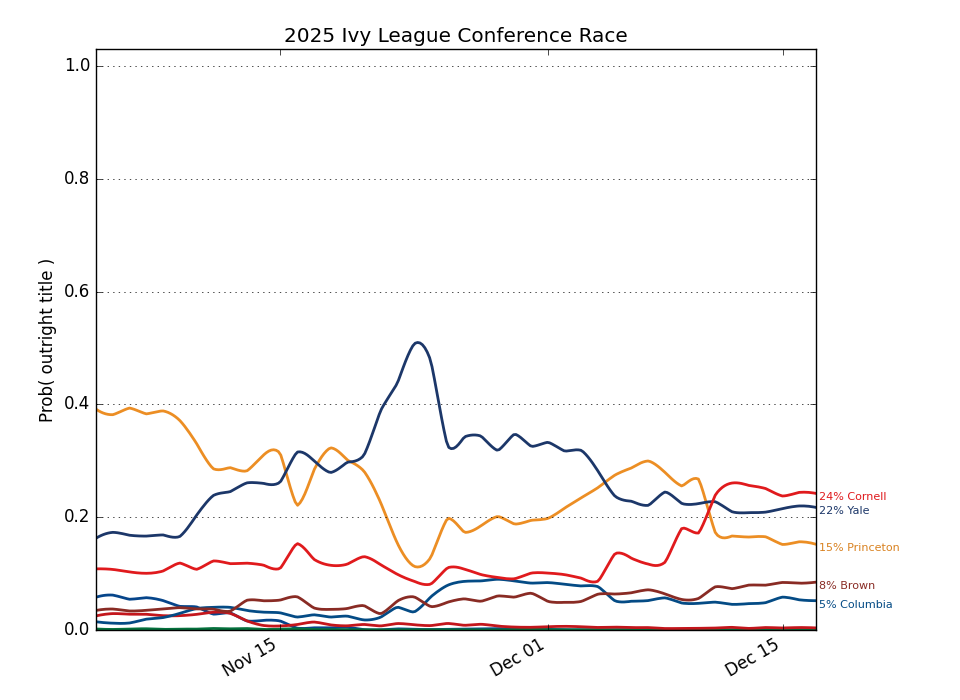 2025 Ivy League Conference Race
Prob( outright title )
1.0
0.8
0.6
0.4
0.2
0.0
Nov 15
Dec 01
Dec 15
24% Cornell
22% Yale
15% Princeton
8% Brown
5% Columbia